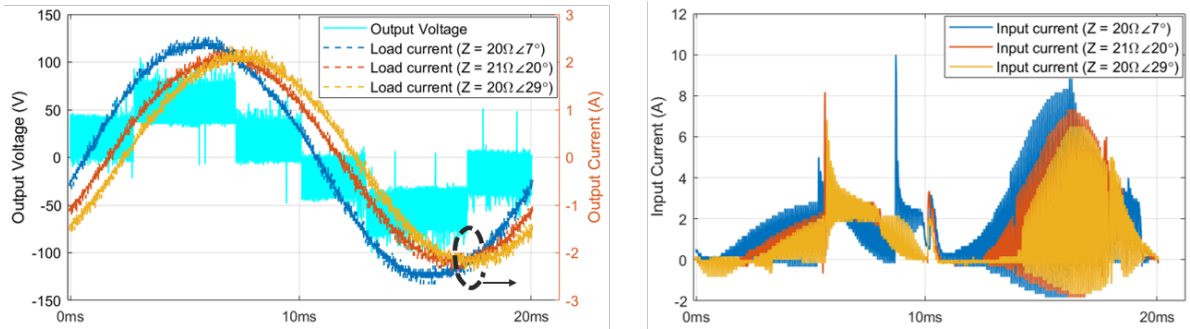 150
100
50
0
-50
-100
-150
Output Voltage (V)
3
2
1
0
-1
-2
-3
Output Current (A)
0ms
10ms
20ms
Output Voltage
Load current (Z = 20Ω∠7°)
Load current (Z = 21Ω∠20°)
Load current (Z = 20Ω∠29°)
12
10
8
6
4
2
0
-2
Input Current (A)
0ms
10ms
20ms
Input current (Z = 20Ω∠7°)
Input current (Z = 21Ω∠20°)
Input current (Z = 20Ω∠29°)